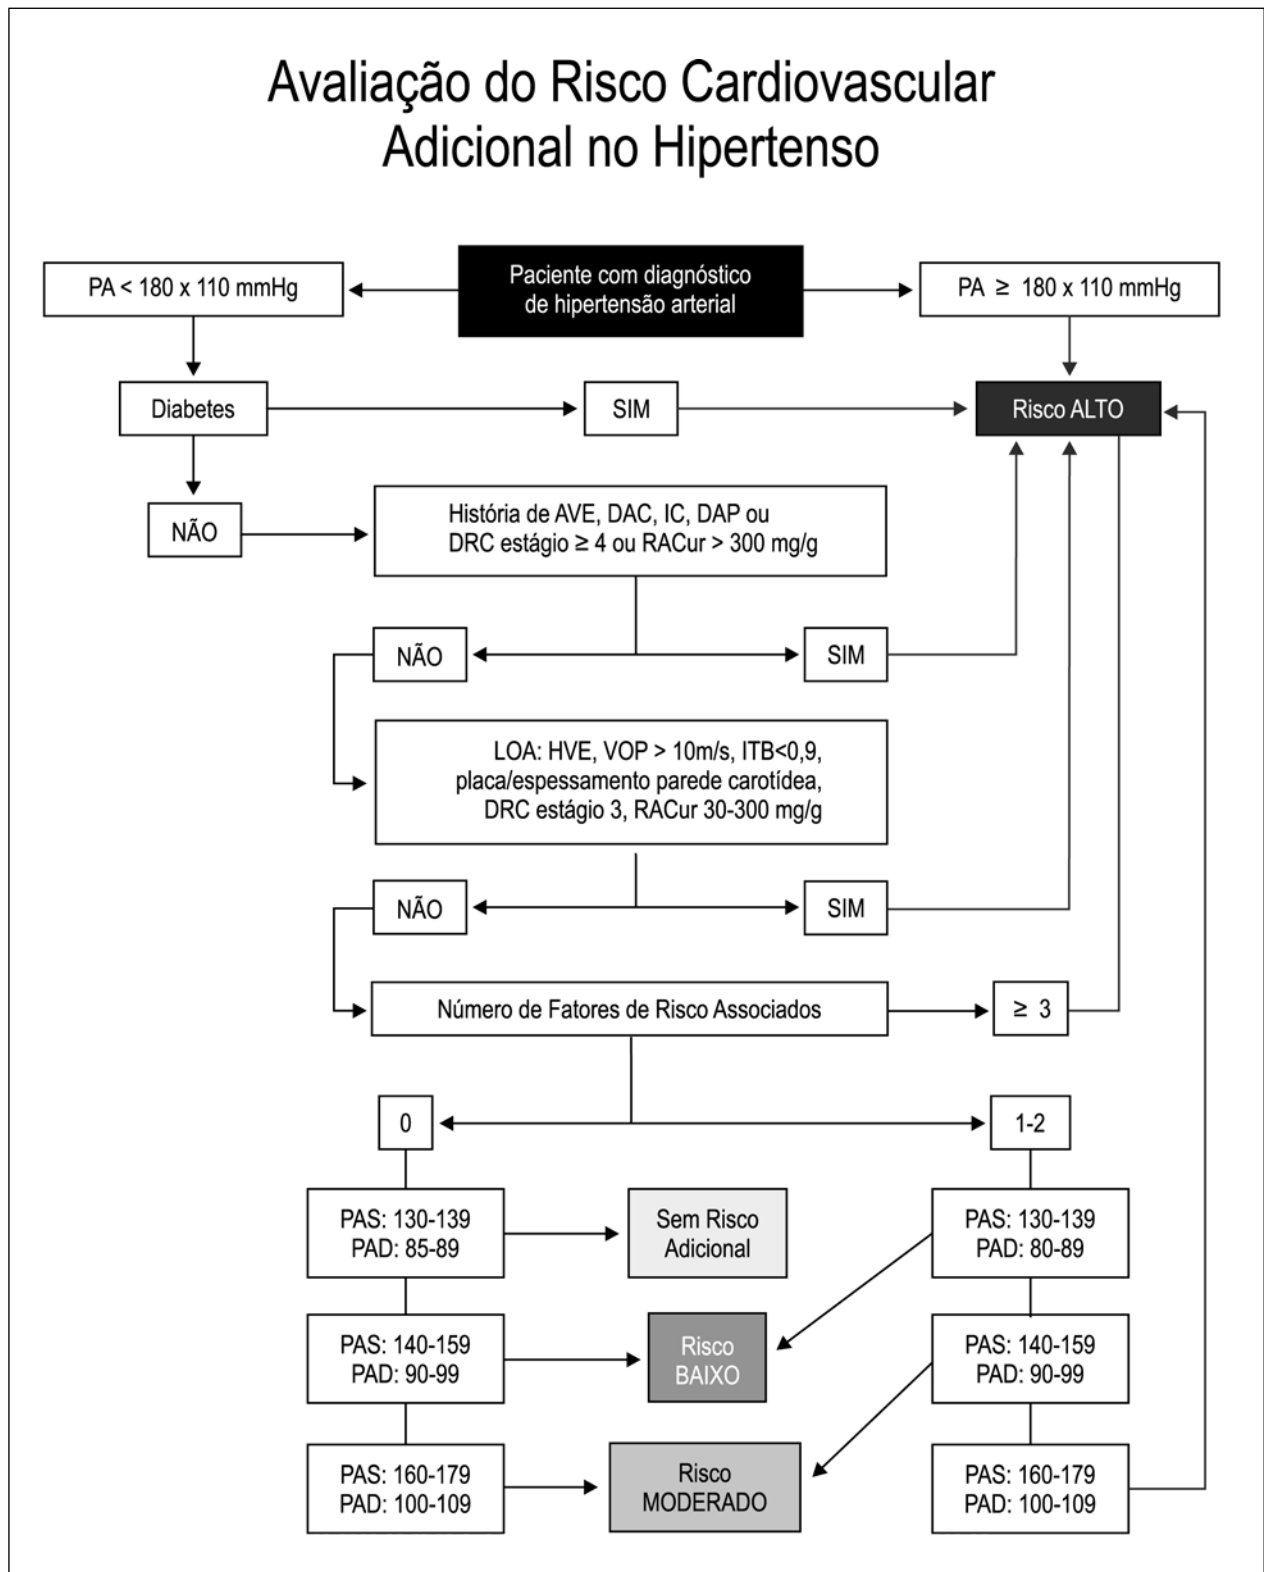 Avaliação do Risco Cardiovascular
Adicional no Hipertenso
PA < 180 x 110 mmHg
Paciente com diagnóstico
de hipertensão arterial
PA ≥ 180 x 110 mmHg
Diabetes
SIM
Risco ALTO
NÃO
História de AVE, DAC, IC, DAP ou
DRC estágio ≥ 4 ou RACur > 300 mg/g
NÃO
SIM
LOA: HVE, VOP > 10m/s, ITB<0,9,
placa/espessamento parede carotídea,
DRC estágio 3, RACur 30-300 mg/g
NÃO
SIM
Número de Fatores de Risco Associados
≥ 3
0
1-2
PAS: 130-139
PAD: 85-89
Sem Risco
Adicional
PAS: 130-139
PAD: 80-89
PAS: 140-159
PAD: 90-99
Risco
BAIXO
PAS: 140-159
PAD: 90-99
PAS: 160-179
PAD: 100-109
Risco
MODERADO
PAS: 160-179
PAD: 100-109